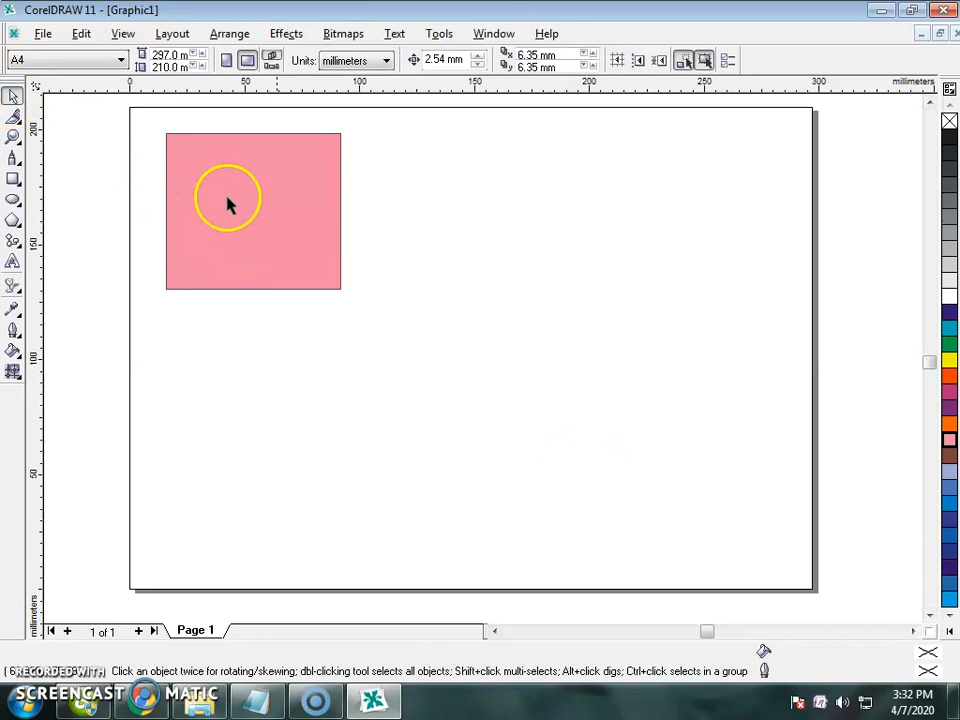 CorelDRAW 11 - [Graphic1]
File Edit View Layout Arrange Effects Bitmaps Text Tools Window Help
A4
297.0 m
210.0 m
Units: millimeters
2.54 mm
6.35 mm
6.35 mm
0 50 100 150 200 250 300 millimeters
200
150
100
50
millimeters
1 of 1 Page 1
Click an object twice for rotating/skewing; dbl-clicking tool selects all objects; Shift+click multi-selects; Alt+click digs; Ctrl+click selects in a group
RECORDED WITH
SCREENCAST MATIC
3:32 PM
4/7/2020